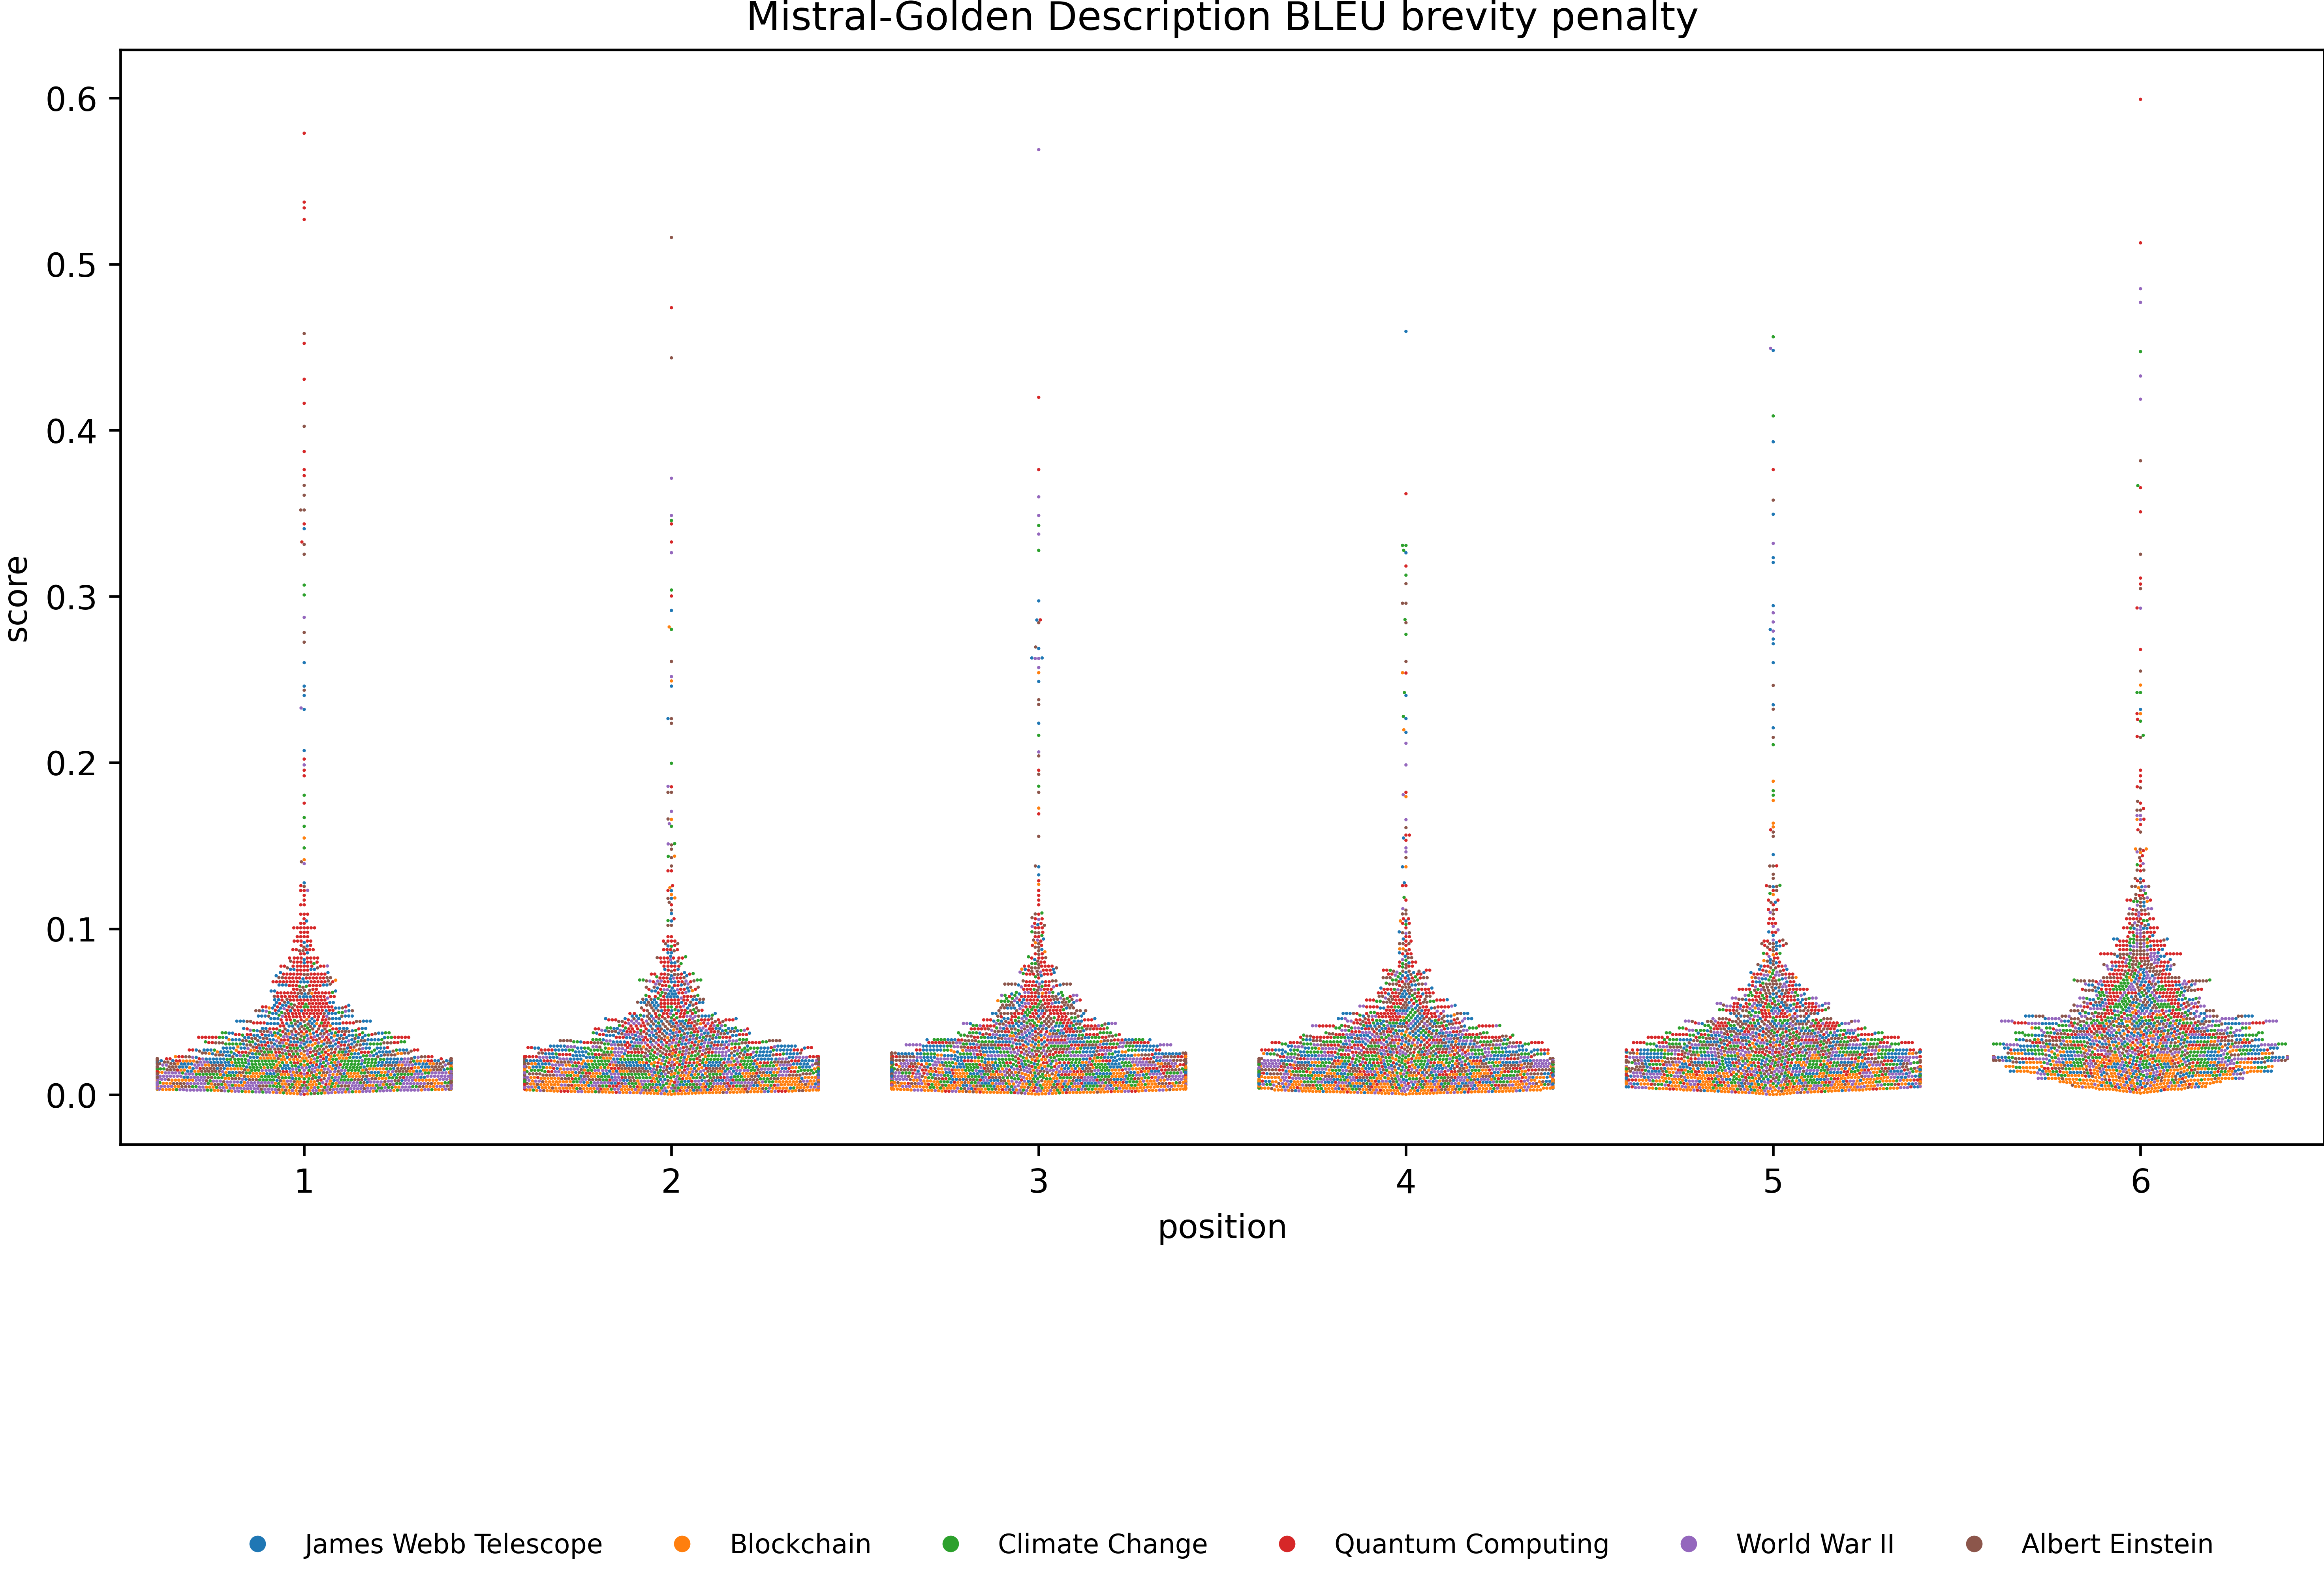 Mistral-Golden Description BLEU brevity penalty
0.6
0.5
0.4
0.3
0.2
0.1
0.0
score
1 2 3 4 5 6
position
James Webb Telescope Blockchain Climate Change Quantum Computing World War II Albert Einstein